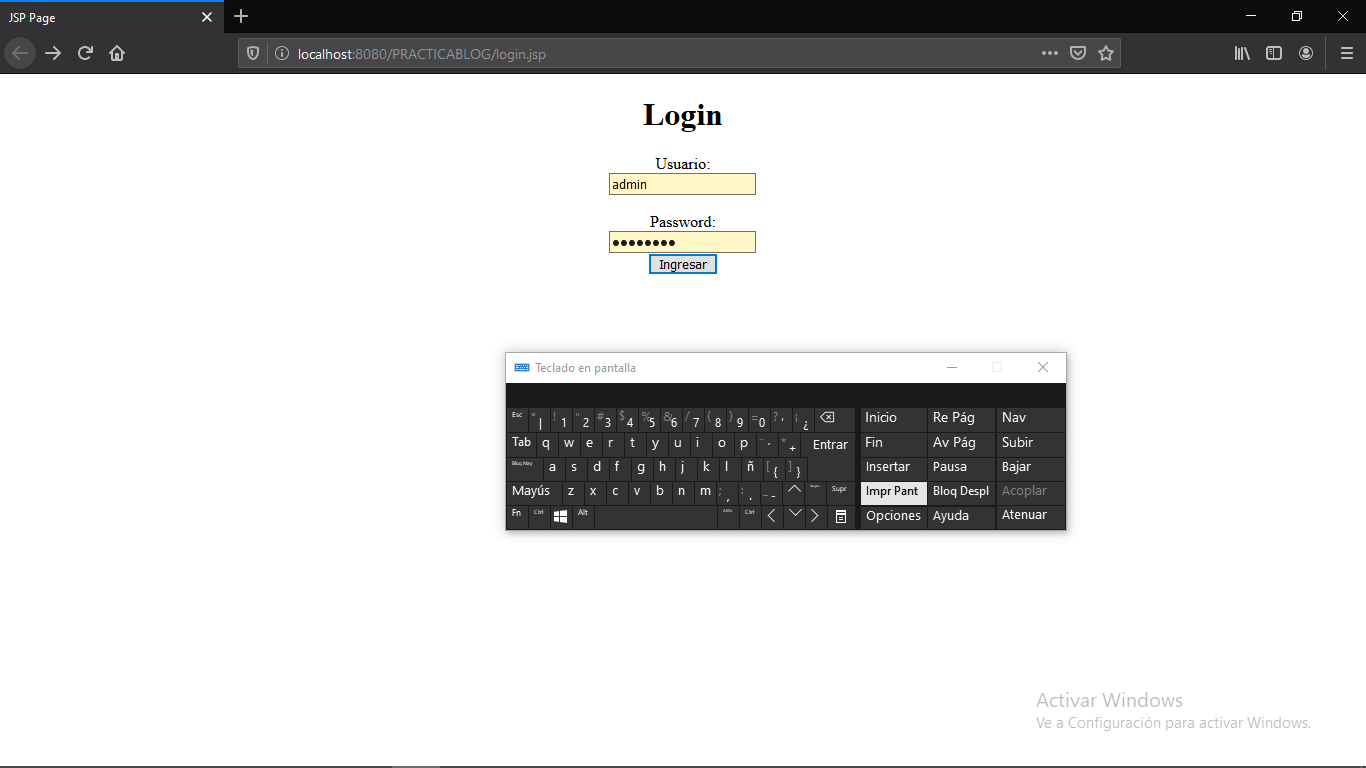 JSP Page
localhost:8080/PRACTICABLOG/login.jsp
Login
Usuario:
admin
Password:
Ingresar
Teclado en pantalla
Esc ° | ! 1 " 2 # 3 $ 4 % 5 & 6 / 7 ( 8 ) 9 = 0 ? ' ¡ ¿ Inicio Re Pág Nav
Tab q w e r t y u i o p ¨ ´ * + Entrar Fin Av Pág Subir
Bloq May a s d f g h j k l ñ [ { ] } Insertar Pausa Bajar
Mayús z x c v b n m ; , : . _ - Supr Impr Pant Bloq Despl Acoplar
Fn Ctrl Alt Ctrl Opciones Ayuda Atenuar
Activar Windows
Ve a Configuración para activar Windows.